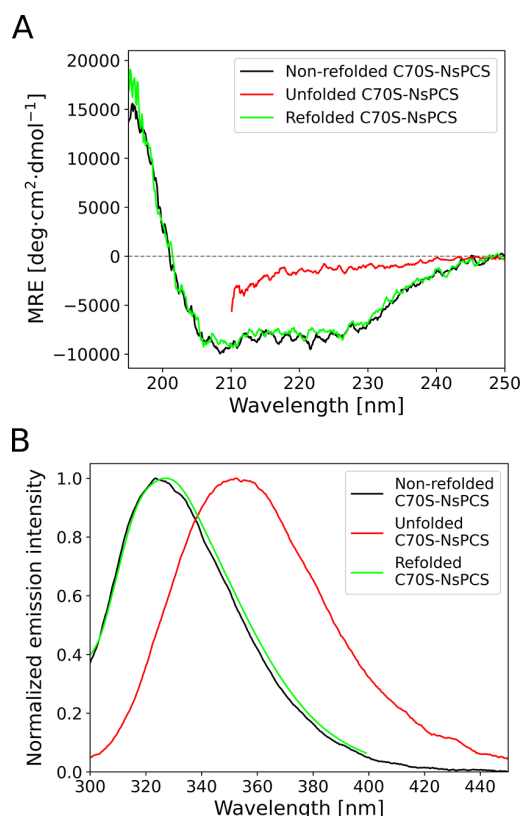 A
20000
15000
10000
5000
0
−5000
−10000
MRE [deg·cm²·dmol⁻¹]
Non-refolded C70S-NsPCS
Unfolded C70S-NsPCS
Refolded C70S-NsPCS
200 210 220 230 240 250
Wavelength [nm]
B
1.0
0.8
0.6
0.4
0.2
0.0
Normalized emission intensity
Non-refolded
C70S-NsPCS
Unfolded
C70S-NsPCS
Refolded
C70S-NsPCS
300 320 340 360 380 400 420 440
Wavelength [nm]